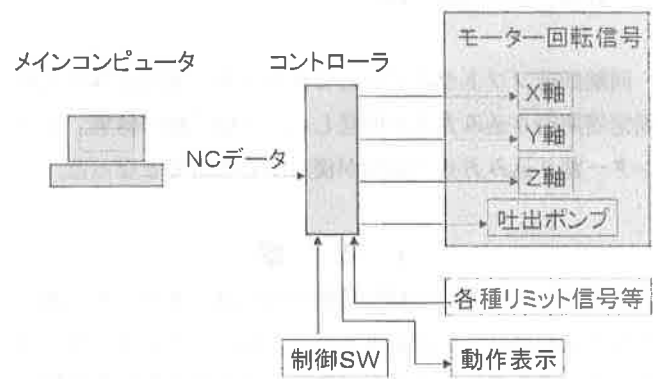 モーター回転信号
メインコンピュータ
コントローラ
X軸
Y軸
NCデータ
Z軸
吐出ポンプ
各種リミット信号等
制御SW
動作表示